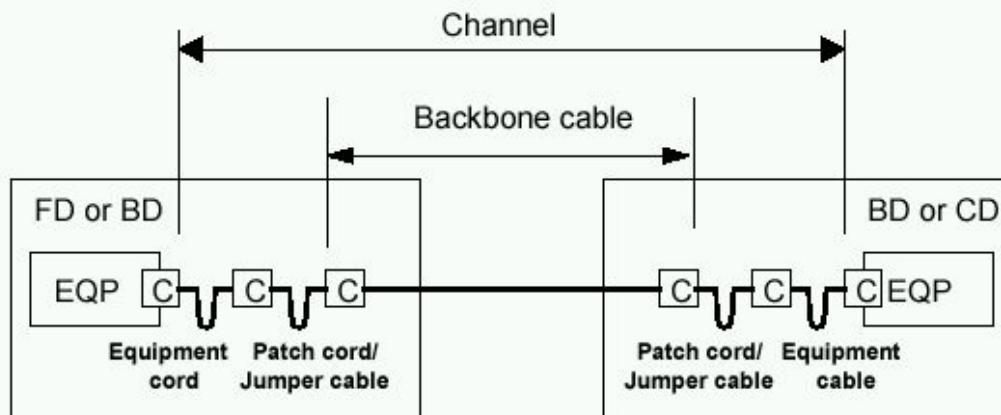 Channel
Backbone cable
FD or BD
BD or CD
EQP C C C C C C EQP
Equipment cord
Patch cord/ Jumper cable
Patch cord/ Jumper cable
Equipment cable